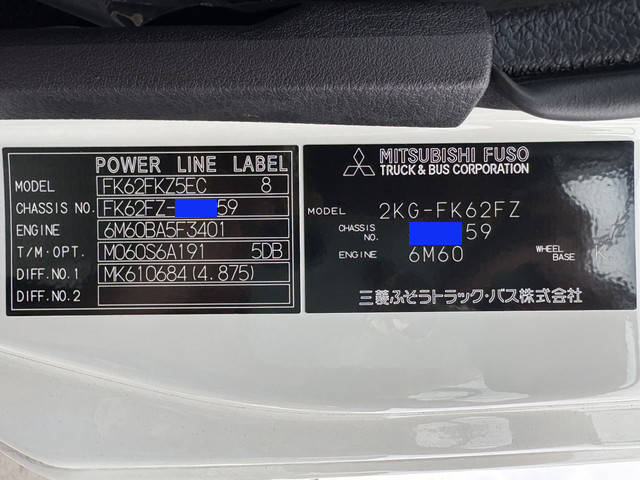 POWER LINE LABEL
MODEL FK62FKZ5EC 8
CHASSIS NO. FK62FZ- 59
ENGINE 6M60BA5F3401
T/M・OPT. M060S6A191 5DB
DIFF.NO.1 MK610684(4.875)
DIFF.NO.2
MITSUBISHI FUSO
TRUCK & BUS CORPORATION
MODEL 2KG-FK62FZ
CHASSIS NO. 59
ENGINE 6M60 WHEEL BASE K
三菱ふそうトラック・バス株式会社